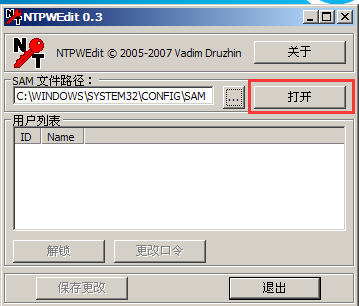 NTPWEdit 0.3
NTPWEdit © 2005-2007 Vadim Druzhin
关于
SAM 文件路径：
C:\WINDOWS\SYSTEM32\CONFIG\SAM
...
打开
用户列表
ID Name
解锁 更改口令
保存更改 退出